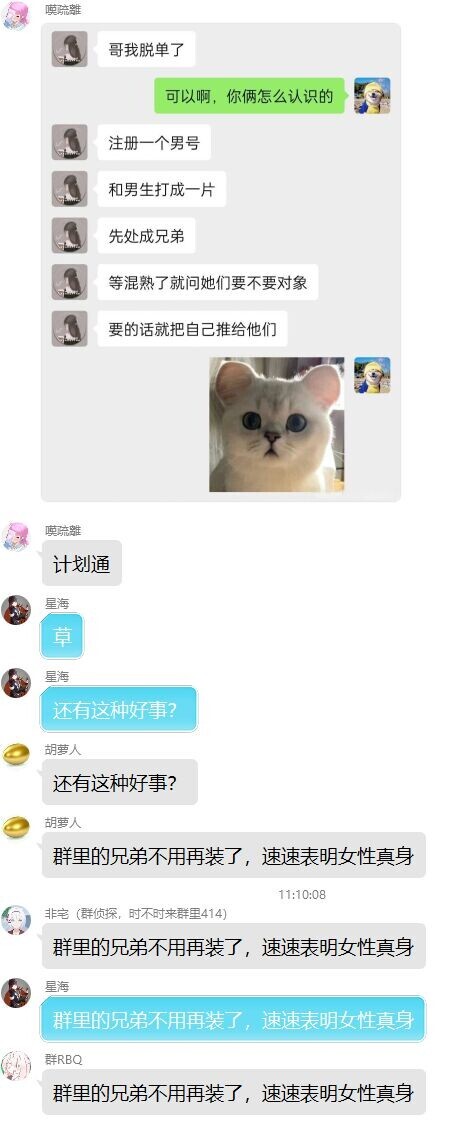 嘆疏離
哥我脱单了
可以啊，你俩怎么认识的
注册一个男号
和男生打成一片
先处成兄弟
等混熟了就问她们要不要对象
要的话就把自己推给他们
嘆疏離
计划通
星海
草
星海
还有这种好事？
胡萝人
还有这种好事？
胡萝人
群里的兄弟不用再装了，速速表明女性真身
11:10:08
非宅（群侦探，时不时来群里414）
群里的兄弟不用再装了，速速表明女性真身
星海
群里的兄弟不用再装了，速速表明女性真身
群RBQ
群里的兄弟不用再装了，速速表明女性真身